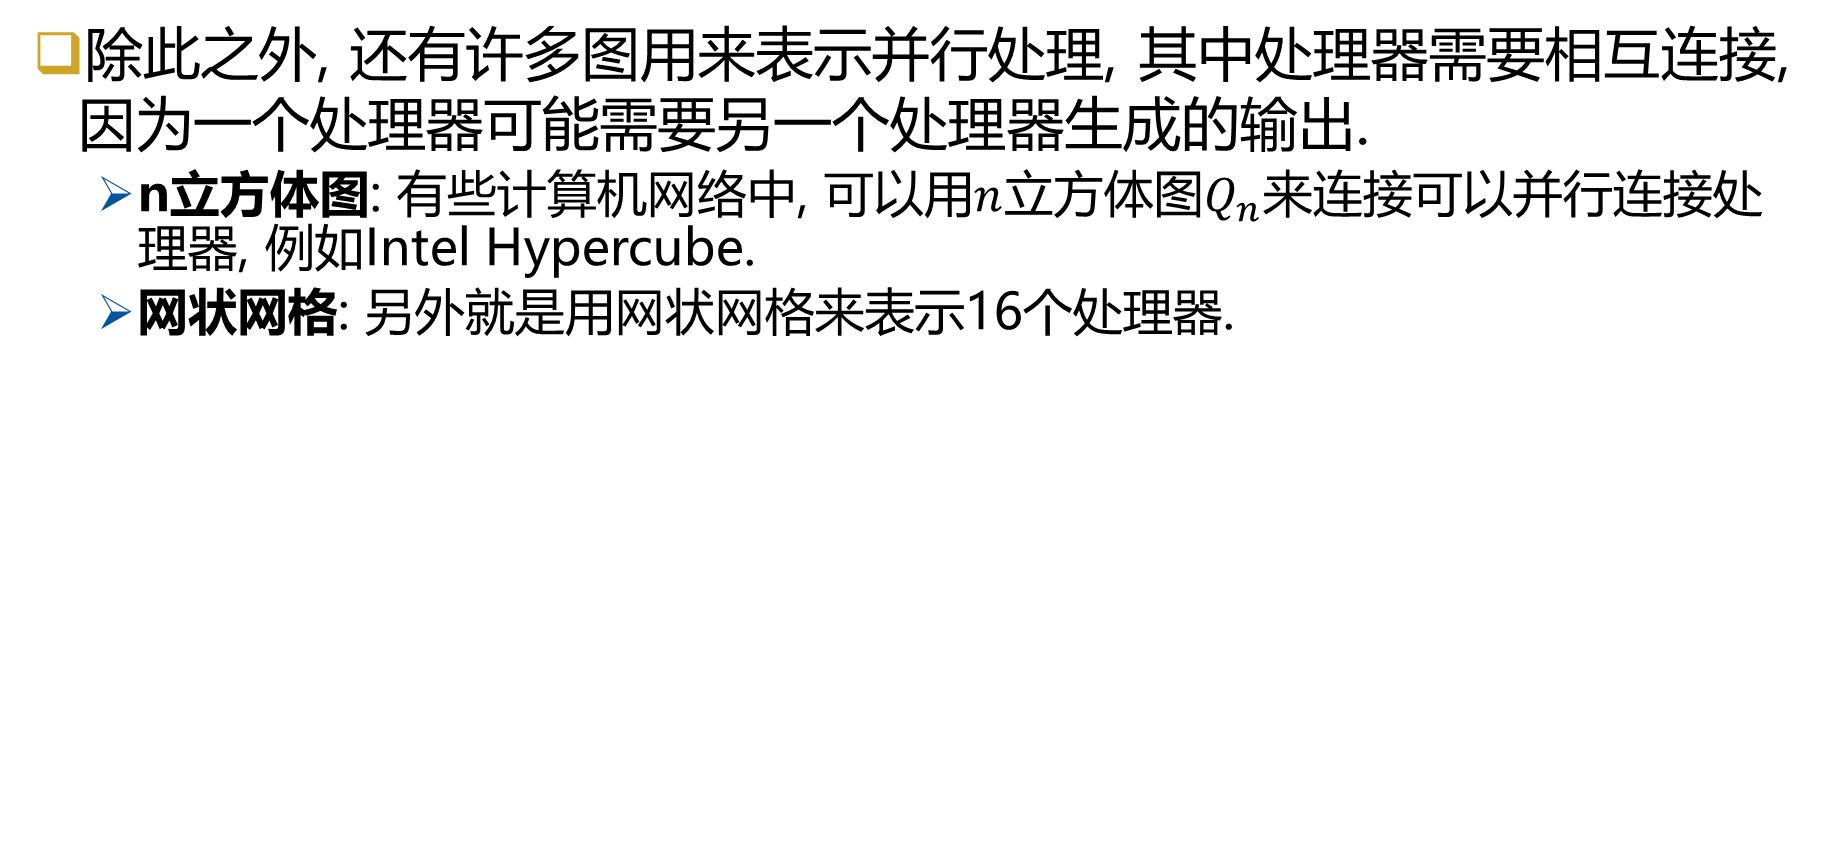 除此之外, 还有许多图用来表示并行处理, 其中处理器需要相互连接,
因为一个处理器可能需要另一个处理器生成的输出.
n立方体图: 有些计算机网络中, 可以用n立方体图Qₙ来连接可以并行连接处
理器, 例如Intel Hypercube.
网状网格: 另外就是用网状网格来表示16个处理器.